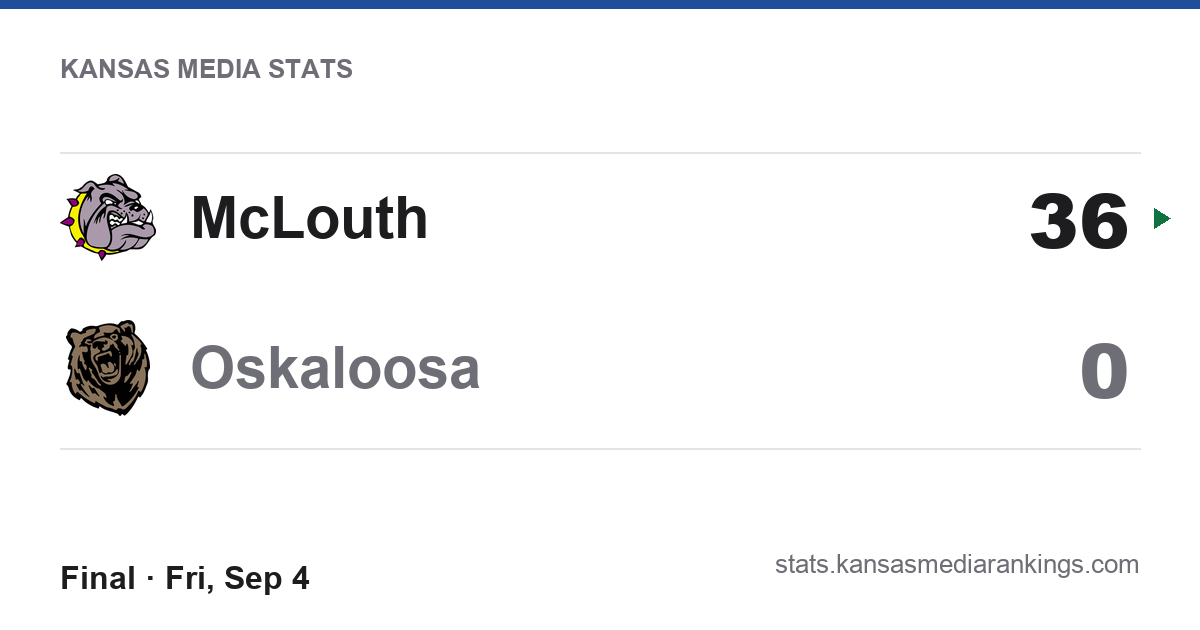 KANSAS MEDIA STATS
McLouth 36
Oskaloosa 0
Final · Fri, Sep 4
stats.kansasmediarankings.com